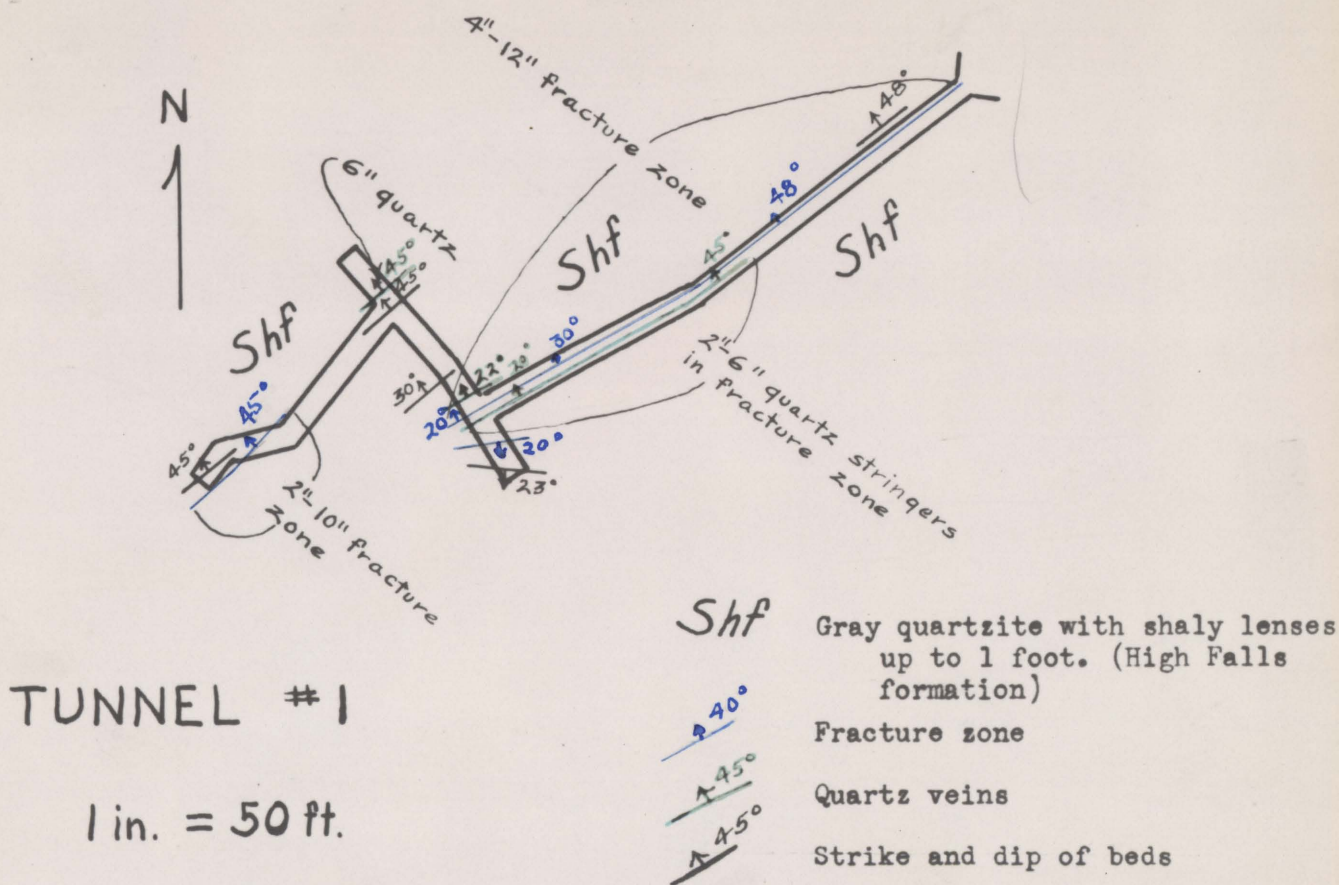 4"-12" fracture zone
N
48°
6" quartz
48°
Shf
45°
Shf
45°
45°
Shf
30°
22°
20°
30°
2"-6" quartz stringers
in fracture zone
45°
20°
20°
45°
23°
2"-10" fracture
zone
Shf Gray quartzite with shaly lenses
up to 1 foot. (High Falls
formation)
TUNNEL #1
40° Fracture zone
45° Quartz veins
1 in. = 50 ft.
45° Strike and dip of beds